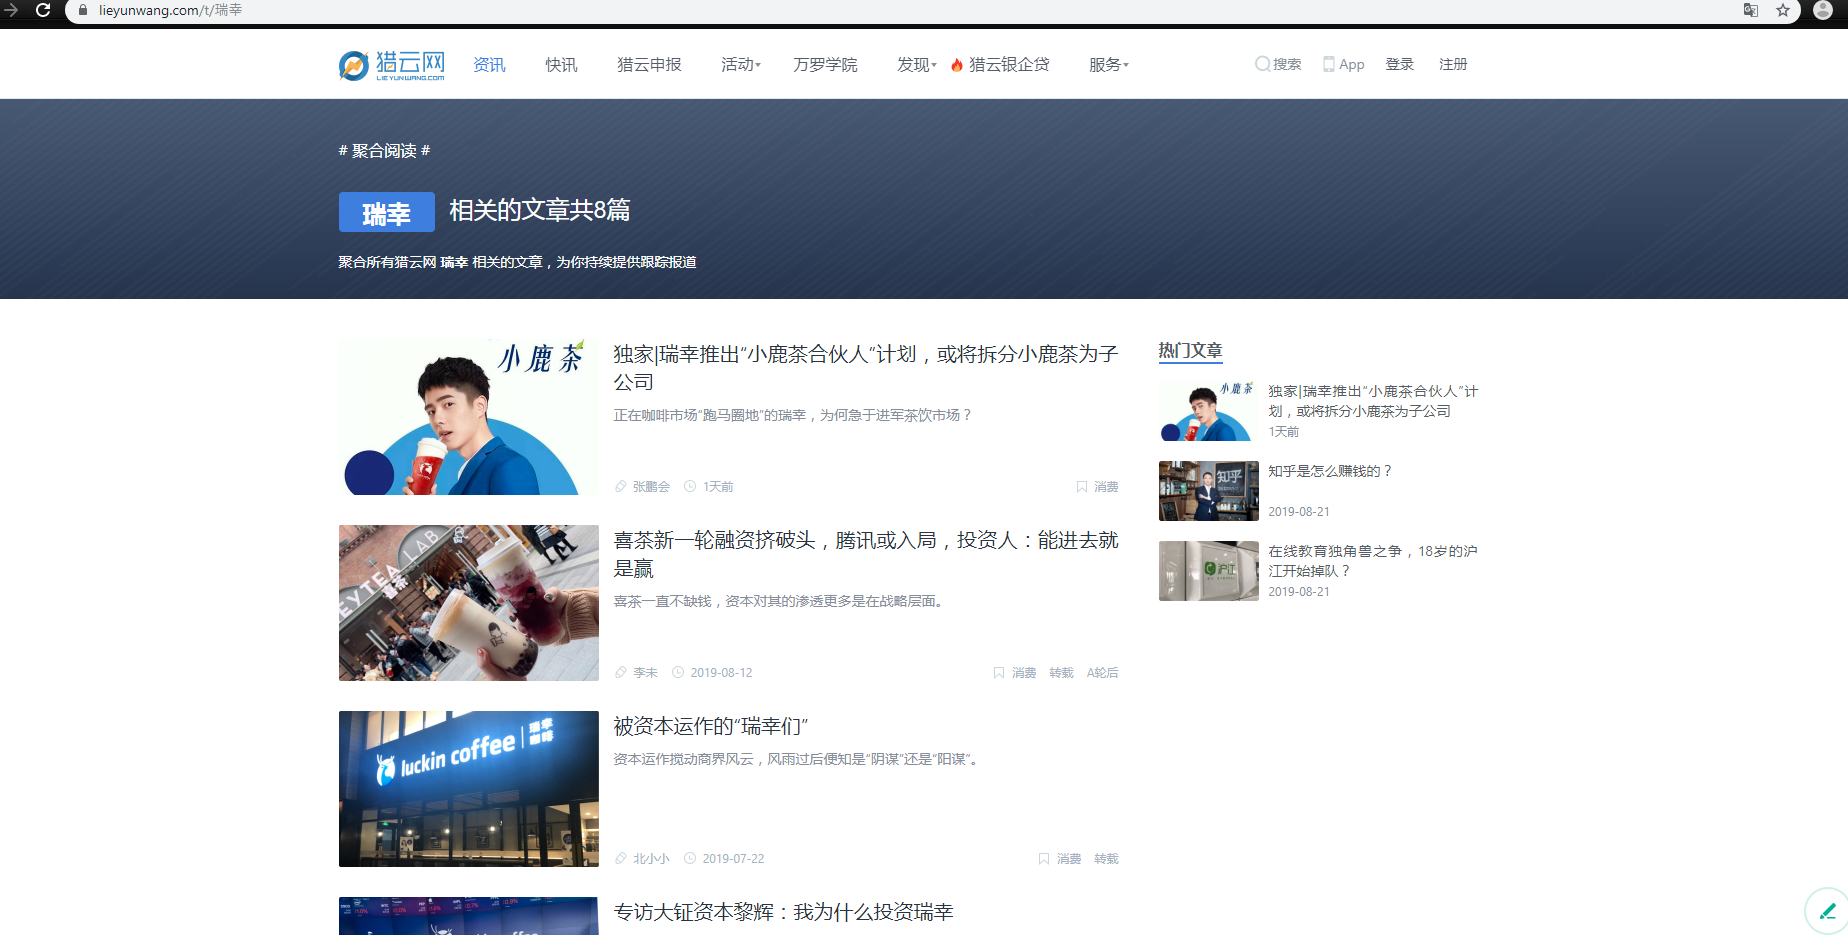 lieyunwang.com/t/瑞幸
猎云网
LIEYUNWANG.COM
资讯
快讯
猎云申报
活动
万罗学院
发现
猎云银企贷
服务
搜索
App
登录
注册
# 聚合阅读 #
瑞幸 相关的文章共8篇
聚合所有猎云网 瑞幸 相关的文章，为你持续提供跟踪报道
小鹿茶
独家|瑞幸推出“小鹿茶合伙人”计划，或将拆分小鹿茶为子
公司
正在咖啡市场“跑马圈地”的瑞幸，为何急于进军茶饮市场？
张鹏会 1天前
消费
喜茶新一轮融资挤破头，腾讯或入局，投资人：能进去就
是赢
喜茶一直不缺钱，资本对其的渗透更多是在战略层面。
李未 2019-08-12
消费 转载 A轮后
EYTEA LAB
喜茶
luckin coffee
瑞幸
咖啡
被资本运作的“瑞幸们”
资本运作搅动商界风云，风雨过后便知是“阴谋”还是“阳谋”。
北小小 2019-07-22
消费 转载
专访大钲资本黎辉：我为什么投资瑞幸
热门文章
小鹿茶
独家|瑞幸推出“小鹿茶合伙人”计
划，或将拆分小鹿茶为子公司
1天前
知乎
知乎是怎么赚钱的？
2019-08-21
沪江
在线教育独角兽之争，18岁的沪
江开始掉队？
2019-08-21